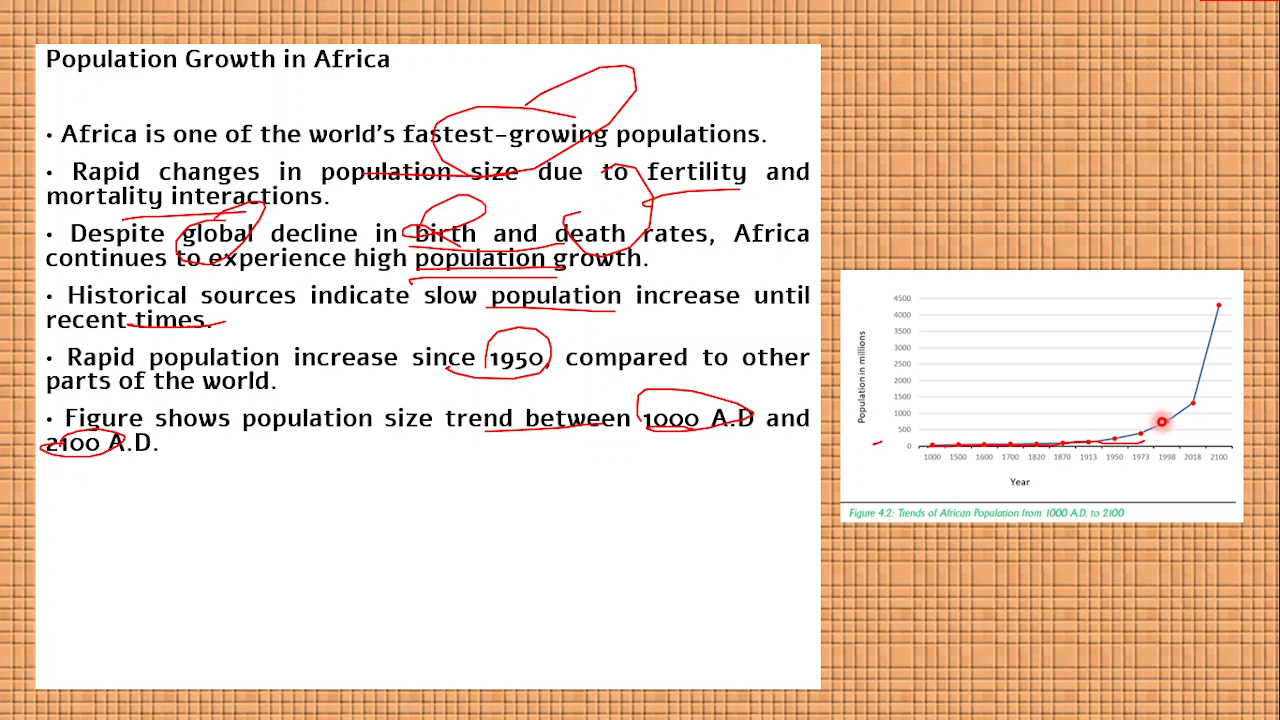 Population Growth in Africa
• Africa is one of the world's fastest-growing populations.
• Rapid changes in population size due to fertility and
mortality interactions.
• Despite global decline in birth and death rates, Africa
continues to experience high population growth.
• Historical sources indicate slow population increase until
recent times.
• Rapid population increase since 1950, compared to other
parts of the world.
• Figure shows population size trend between 1000 A.D and
2100 A.D.
Population in millions
4500
4000
3500
3000
2500
2000
1500
1000
500
0
1000 1500 1600 1700 1820 1870 1913 1950 1973 1998 2018 2100
Year
Figure 4.2: Trends of African Population from 1000 A.D. to 2100